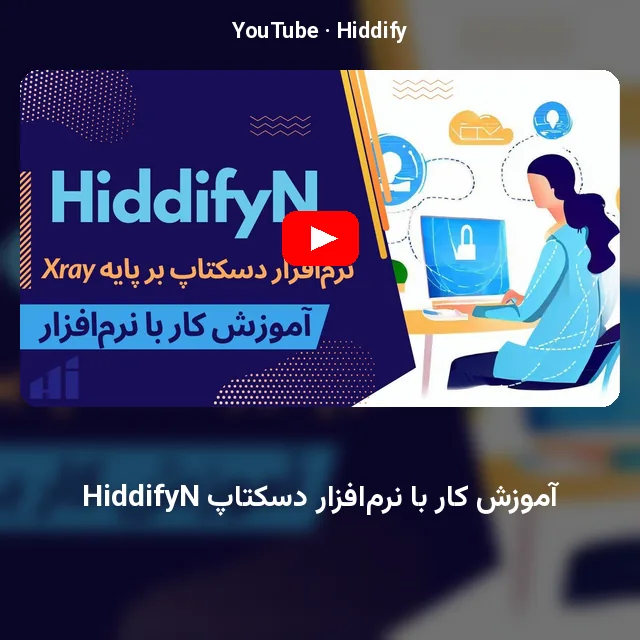 YouTube · Hiddify
HiddifyN
نرم‌افزار دسکتاپ بر پایه Xray
آموزش کار با نرم‌افزار
آموزش کار با نرم‌افزار دسکتاپ HiddifyN